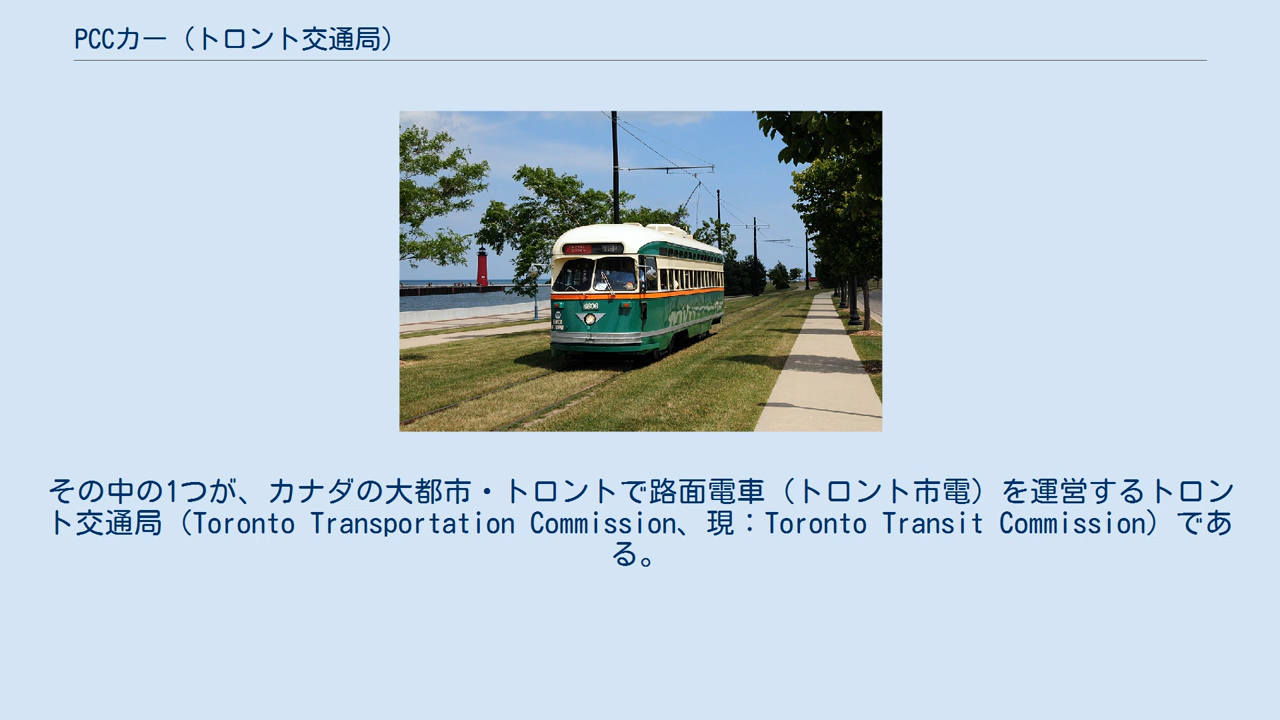 PCCカー（トロント交通局）
4606
その中の1つが、カナダの大都市・トロントで路面電車（トロント市電）を運営するトロン
ト交通局（Toronto Transportation Commission、現：Toronto Transit Commission）であ
る。